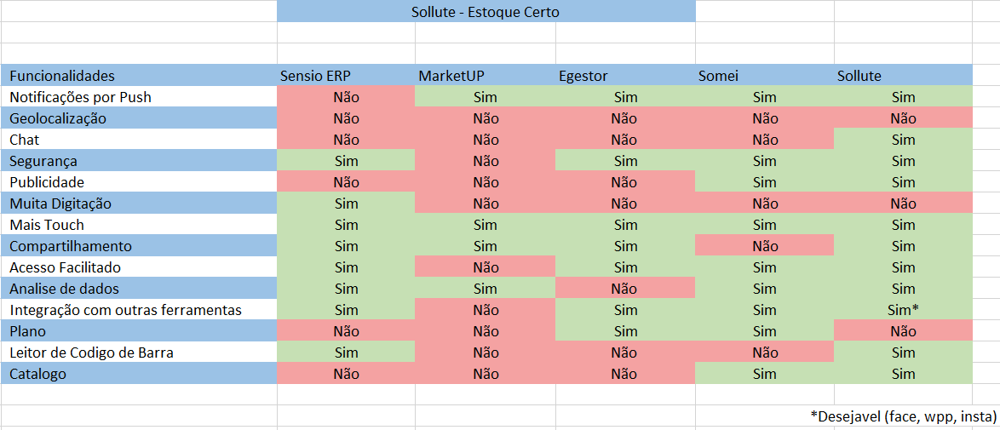 Sollute - Estoque Certo
Funcionalidades Sensio ERP MarketUP Egestor Somei Sollute
Notificações por Push Não Sim Sim Sim Sim
Geolocalização Não Não Não Não Não
Chat Não Não Não Não Sim
Segurança Sim Não Sim Sim Sim
Publicidade Não Não Não Sim Sim
Muita Digitação Sim Não Não Não Não
Mais Touch Sim Sim Sim Sim Sim
Compartilhamento Sim Sim Sim Não Sim
Acesso Facilitado Sim Não Sim Sim Sim
Analise de dados Sim Sim Não Sim Sim
Integração com outras ferramentas Sim Não Sim Sim Sim*
Plano Não Não Sim Sim Não
Leitor de Codigo de Barra Sim Não Não Não Sim
Catalogo Não Não Não Sim Sim
*Desejavel (face, wpp, insta)